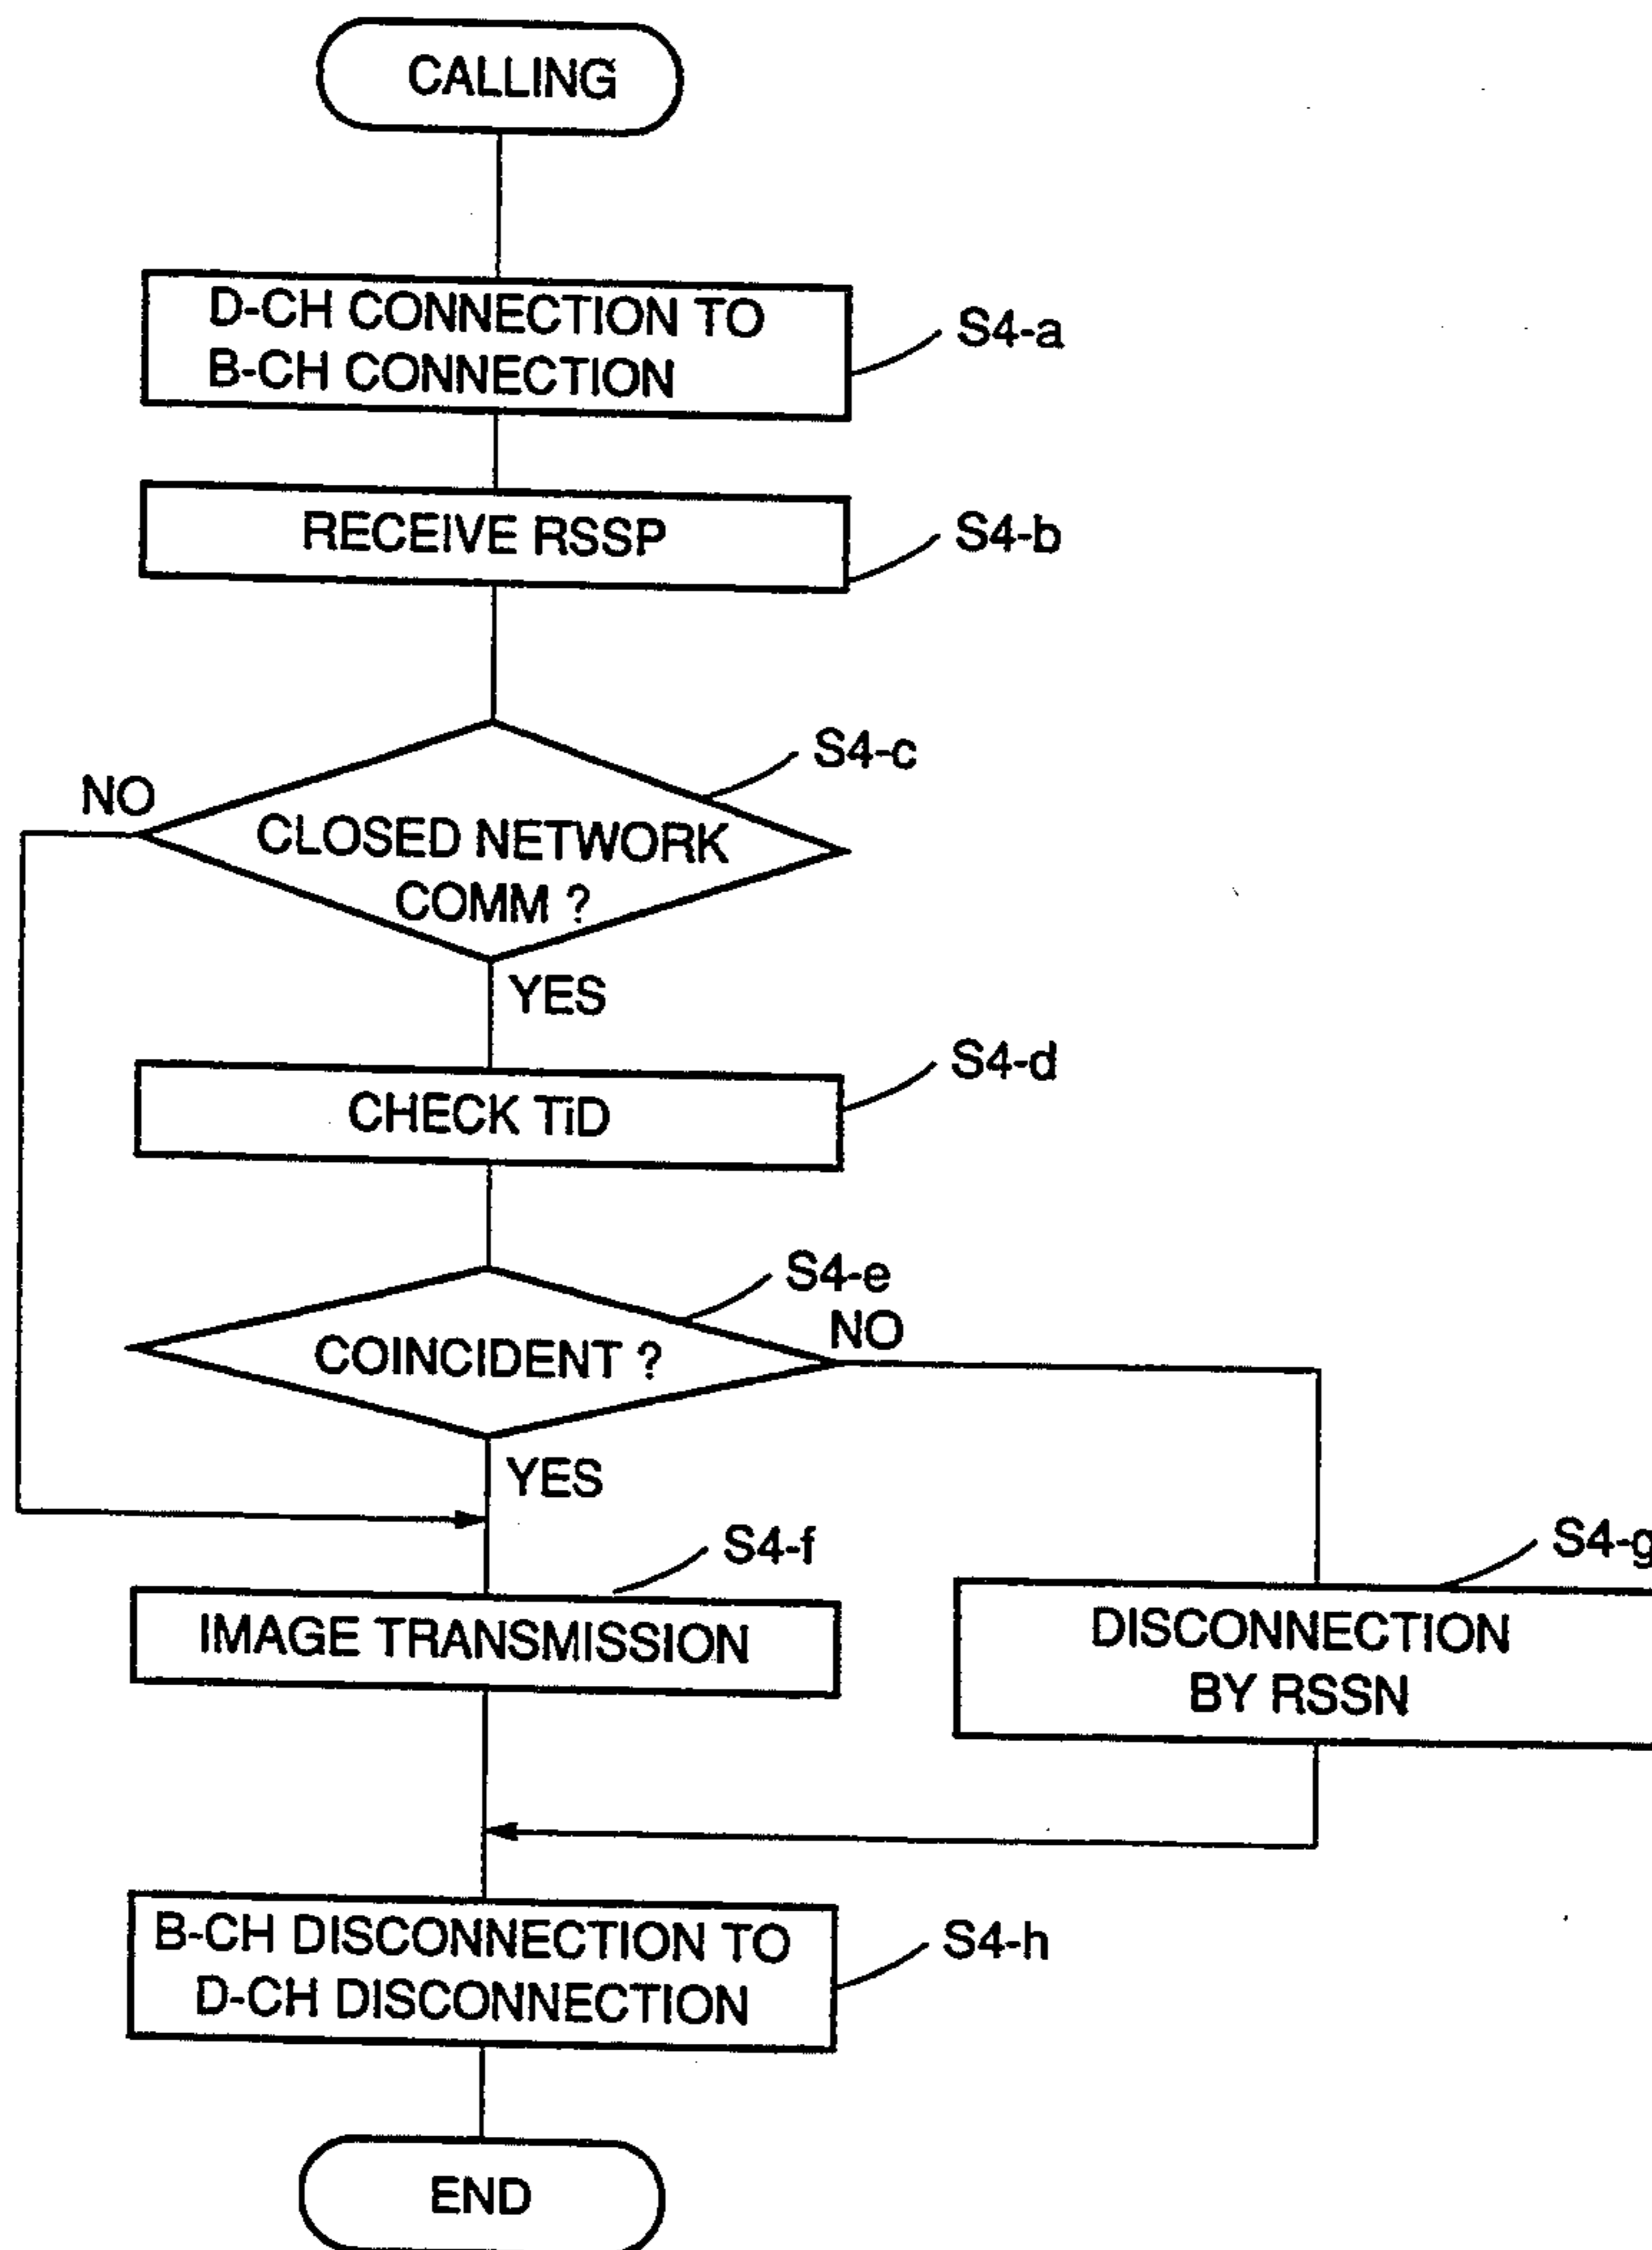 CALLING
D-CH CONNECTION TO
B-CH CONNECTION
S4-a
RECEIVE RSSP
S4-b
S4-c
NO
CLOSED NETWORK
COMM ?
YES
S4-d
CHECK TiD
S4-e
NO
COINCIDENT ?
YES
S4-f
S4-g
IMAGE TRANSMISSION
DISCONNECTION
BY RSSN
B-CH DISCONNECTION TO
D-CH DISCONNECTION
S4-h
END